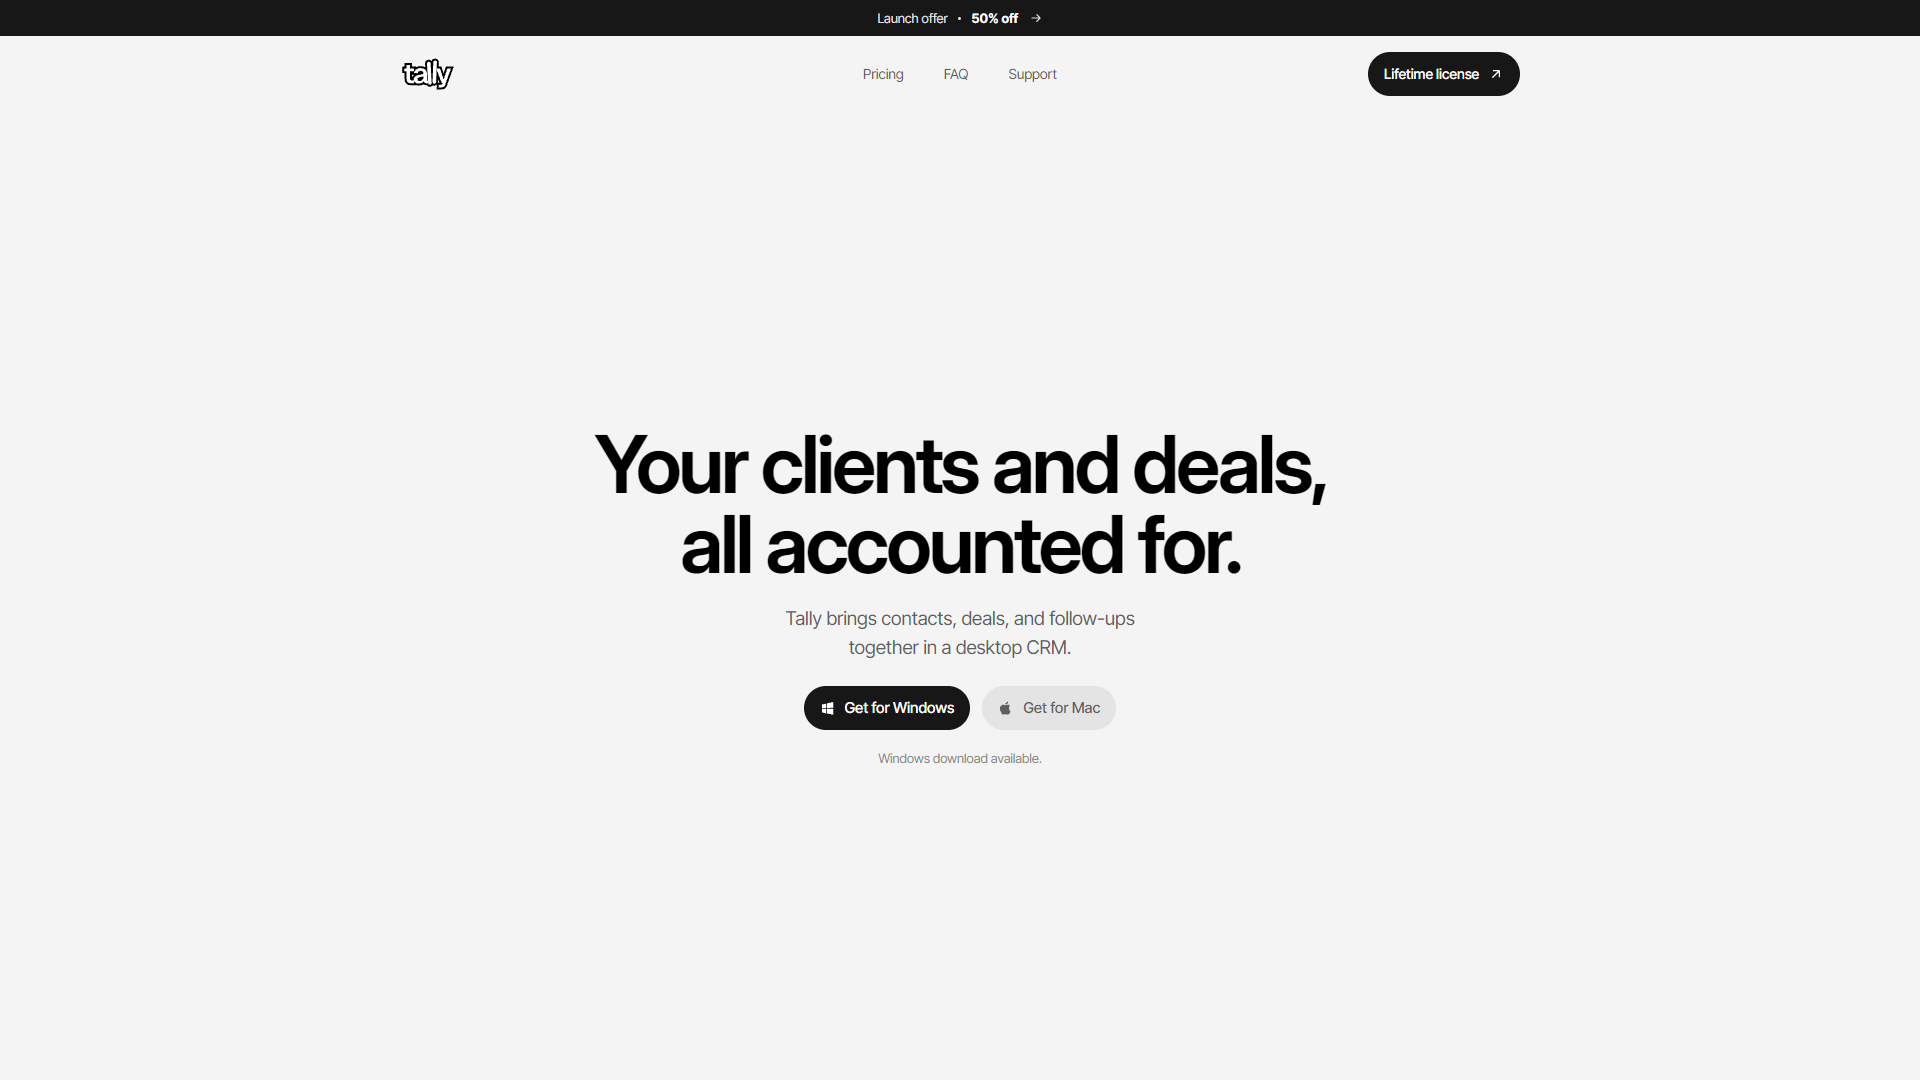 Launch offer • 50% off →
tally
Pricing
FAQ
Support
Lifetime license
Your clients and deals,
all accounted for.
Tally brings contacts, deals, and follow-ups
together in a desktop CRM.
Get for Windows
Get for Mac
Windows download available.